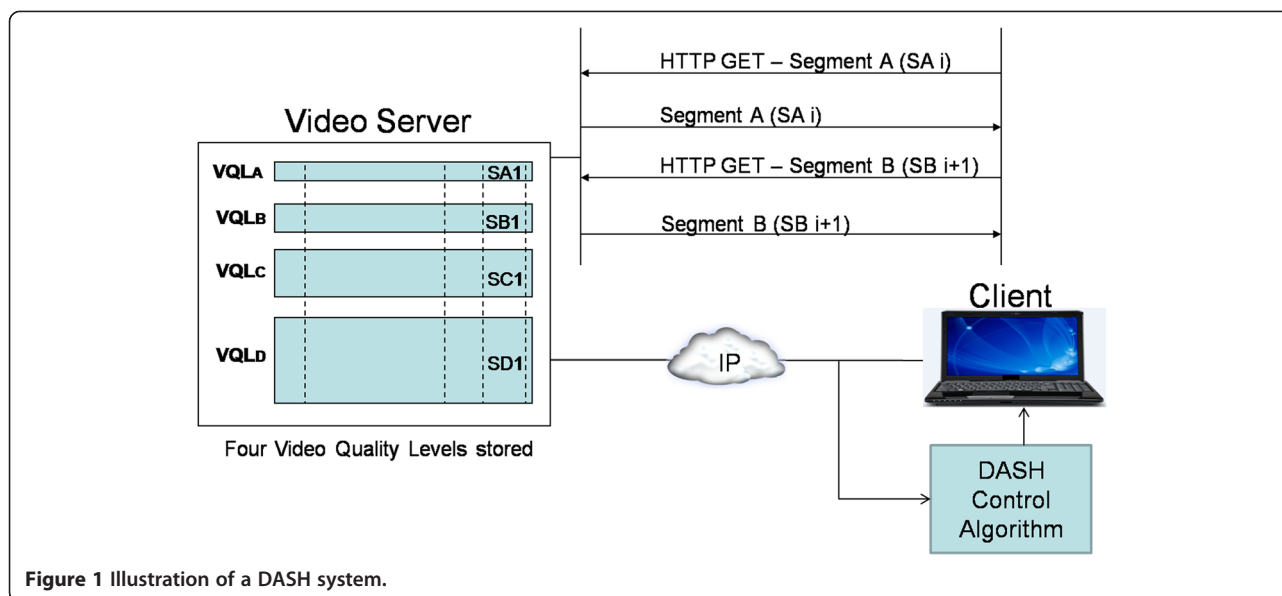 HTTP GET – Segment A (SA i)
Segment A (SA i)
HTTP GET – Segment B (SB i+1)
Segment B (SB i+1)
Video Server
VQLA
SA1
VQLB
SB1
VQLC
SC1
VQLD
SD1
Four Video Quality Levels stored
IP
Client
DASH
Control
Algorithm
Figure 1 Illustration of a DASH system.